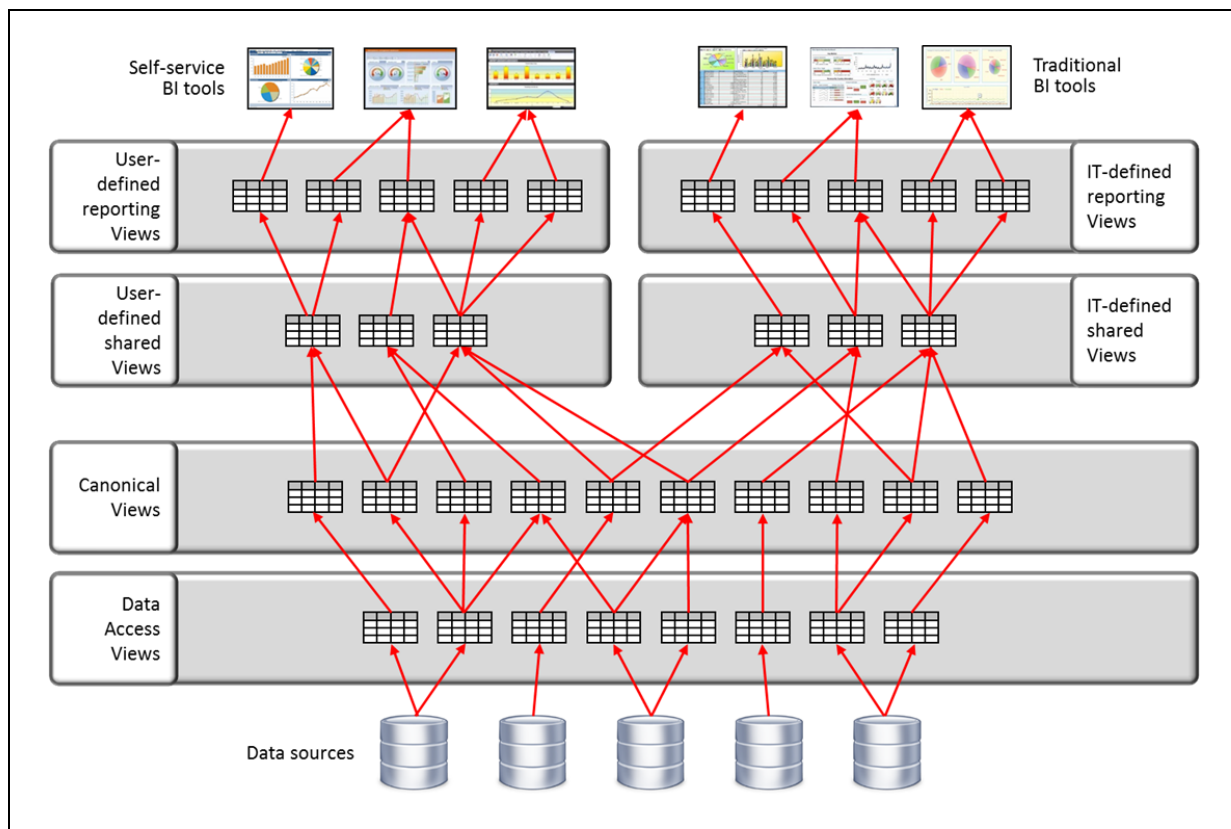 Self-service
BI tools
Traditional
BI tools
User-
defined
reporting
Views
IT-defined
reporting
Views
User-
defined
shared
Views
IT-defined
shared
Views
Canonical
Views
Data
Access
Views
Data sources